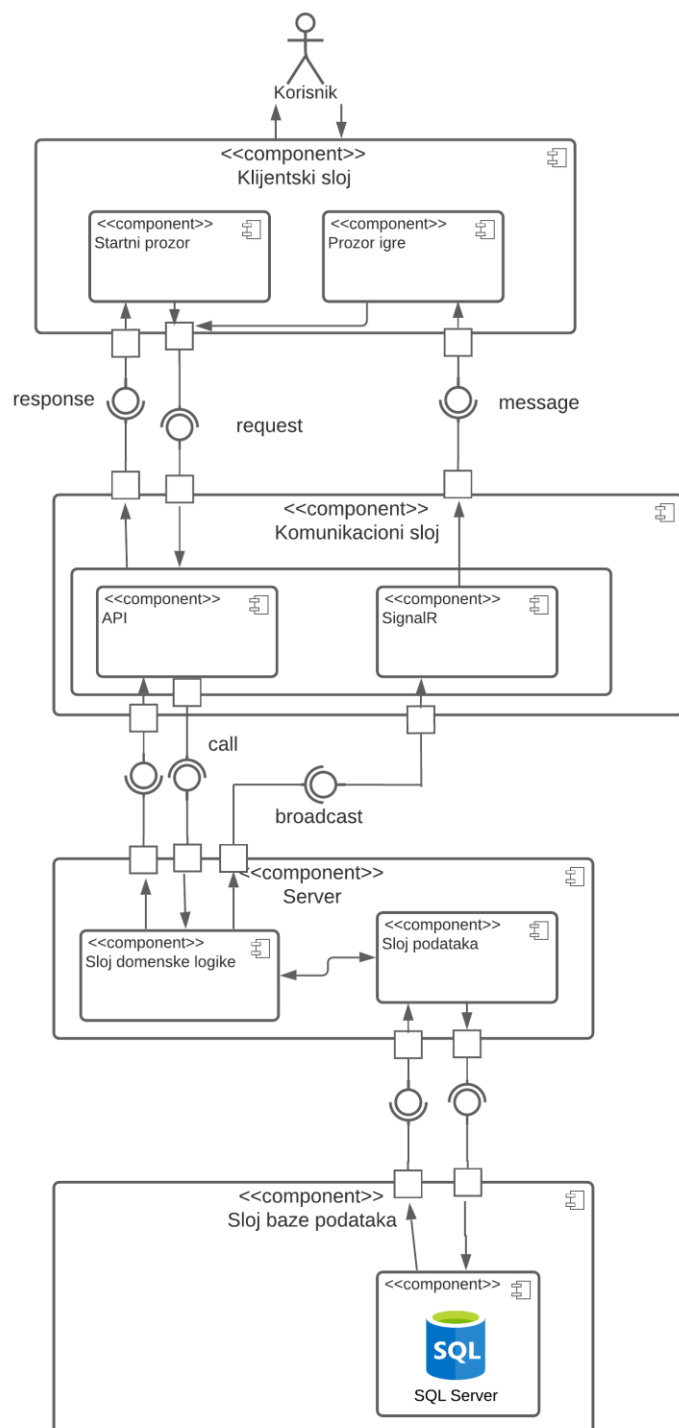 Korisnik
<<component>>
Klijentski sloj
<<component>>
Startni prozor
<<component>>
Prozor igre
response
request
message
<<component>>
Komunikacioni sloj
<<component>>
API
<<component>>
SignalR
call
broadcast
<<component>>
Server
<<component>>
Sloj domenske logike
<<component>>
Sloj podataka
<<component>>
Sloj baze podataka
<<component>>
SQL
SQL Server